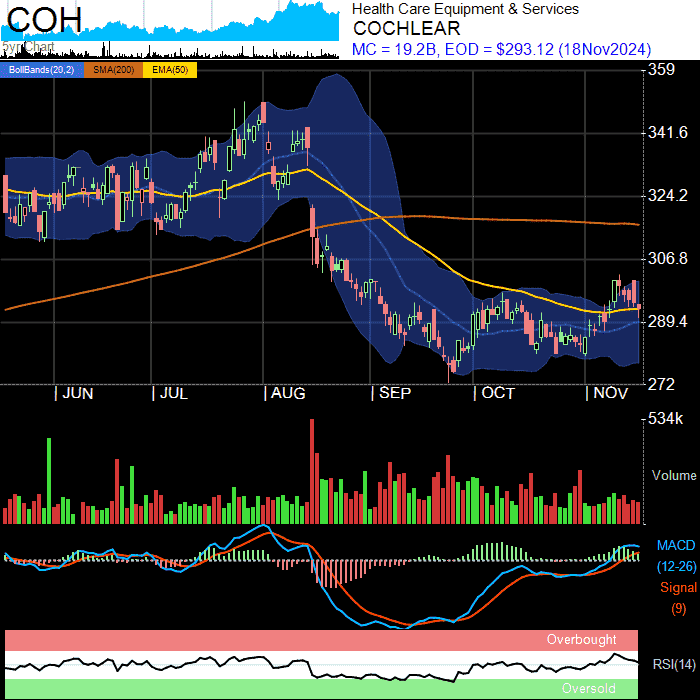 COH
5yr Chart
Health Care Equipment & Services
COCHLEAR
MC = 19.2B, EOD = $293.12 (18Nov2024)
BollBands(20,2) SMA(200) EMA(50)
359
341.6
324.2
306.8
289.4
272
JUN JUL AUG SEP OCT NOV
534k
Volume
MACD
(12-26)
Signal
(9)
Overbought
RSI(14)
Oversold